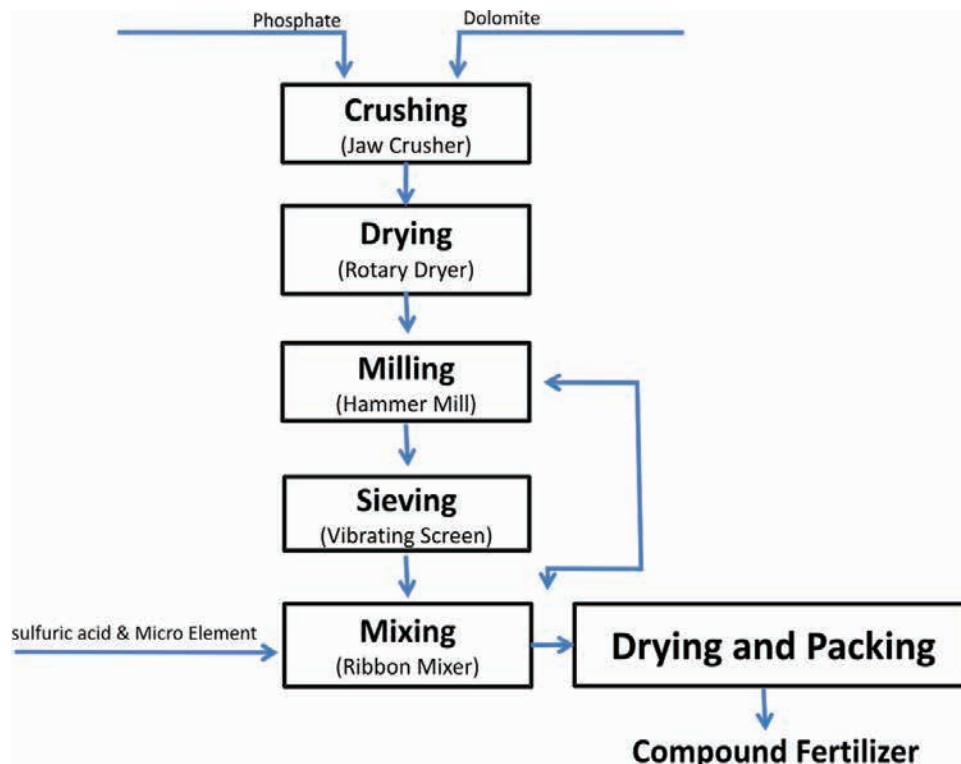 Phosphate
Dolomite
Crushing
(Jaw Crusher)
Drying
(Rotary Dryer)
Milling
(Hammer Mill)
Sieving
(Vibrating Screen)
sulfuric acid & Micro Element
Mixing
(Ribbon Mixer)
Drying and Packing
Compound Fertilizer